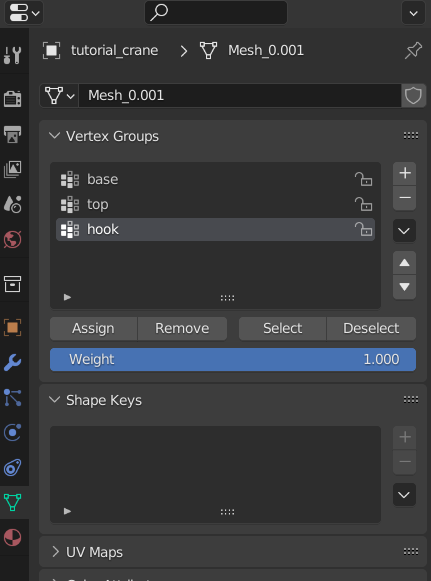 tutorial_crane > Mesh_0.001
Mesh_0.001
Vertex Groups
base
top
hook
Assign Remove Select Deselect
Weight 1.000
Shape Keys
UV Maps